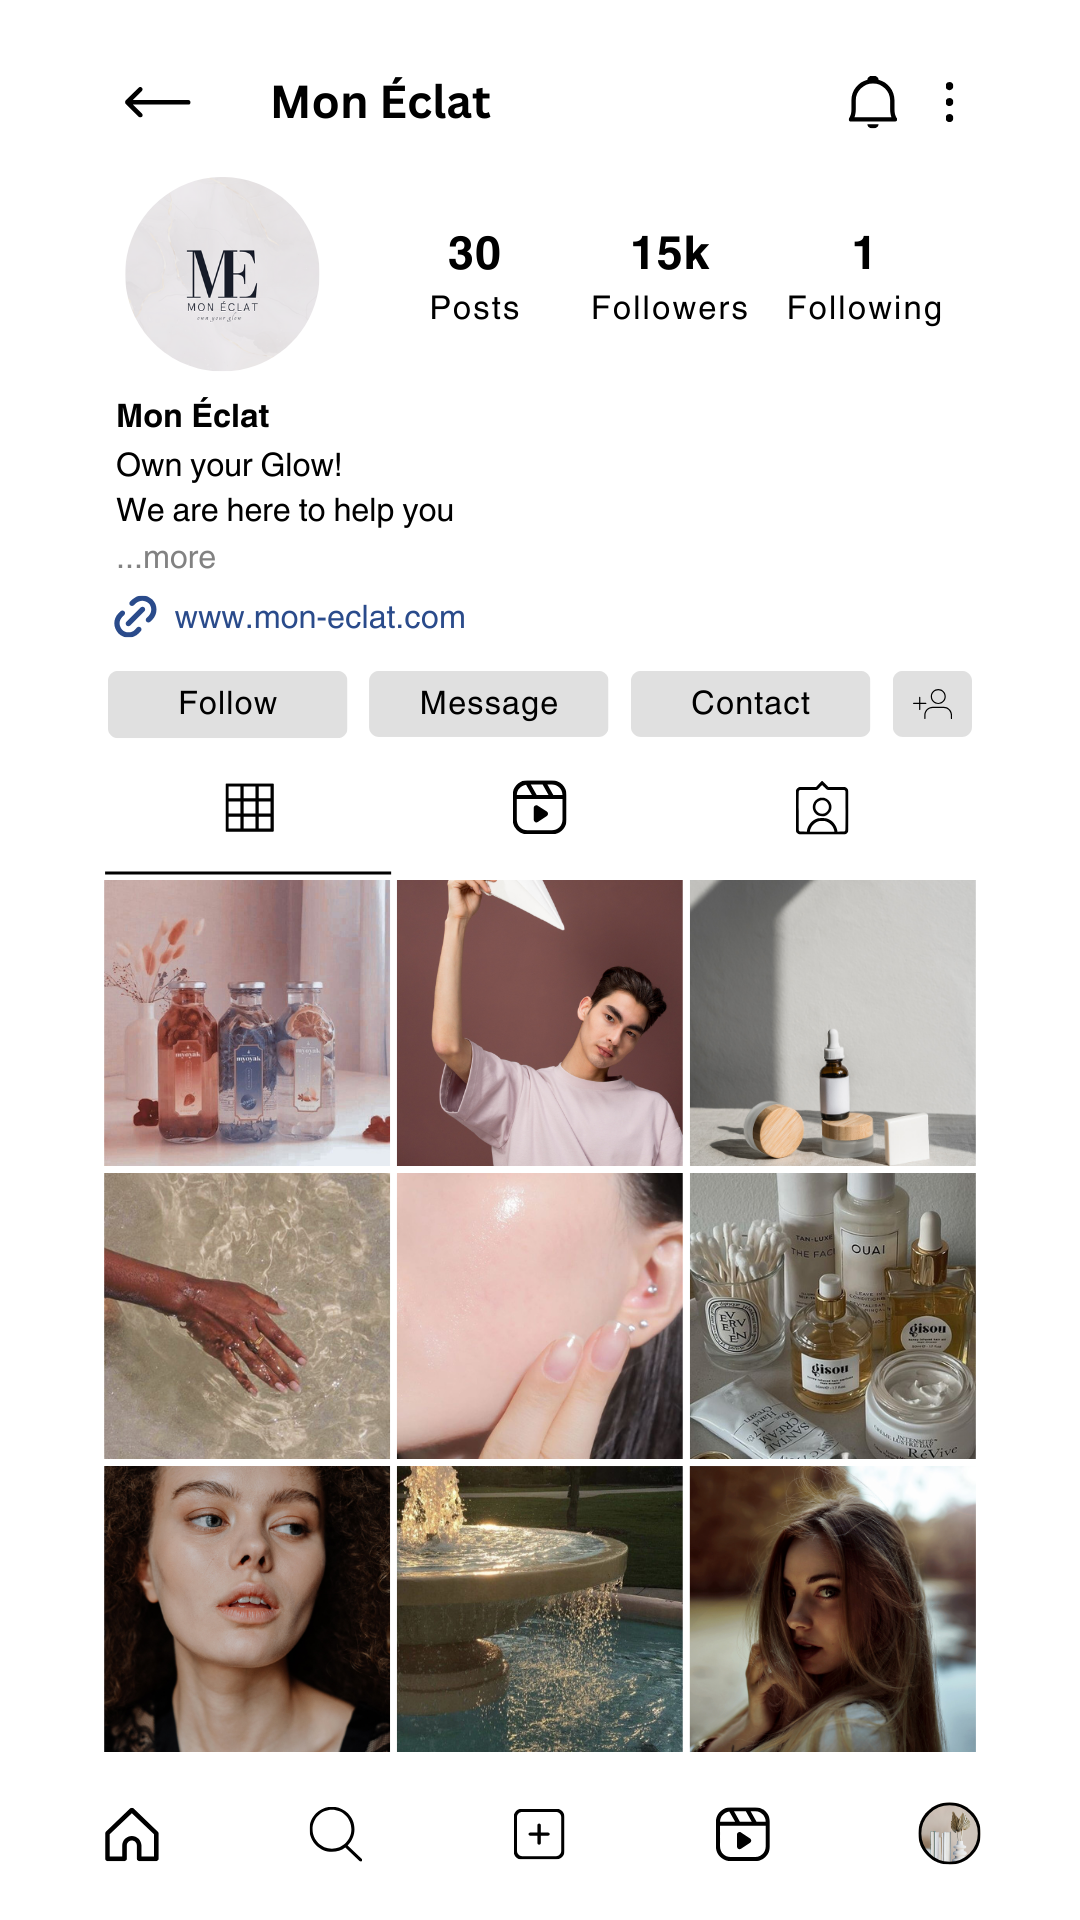 Mon Éclat
ME
MON ÉCLAT
own your glow
30
15k
1
Posts
Followers
Following
Mon Éclat
Own your Glow!
We are here to help you
...more
www.mon-eclat.com
Follow
Message
Contact
TAN-LUXE
THE FACE
OUAI
LEAVE IN
gisou
gisou
RéVive